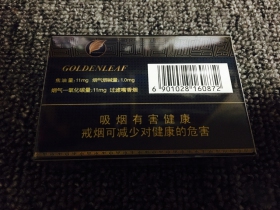 GOLDENLEAF
焦油量:11mg 烟气烟碱量:1.0mg
烟气一氧化碳量:11mg 过滤嘴香烟
6 901028 160872
吸烟有害健康
戒烟可减少对健康的危害